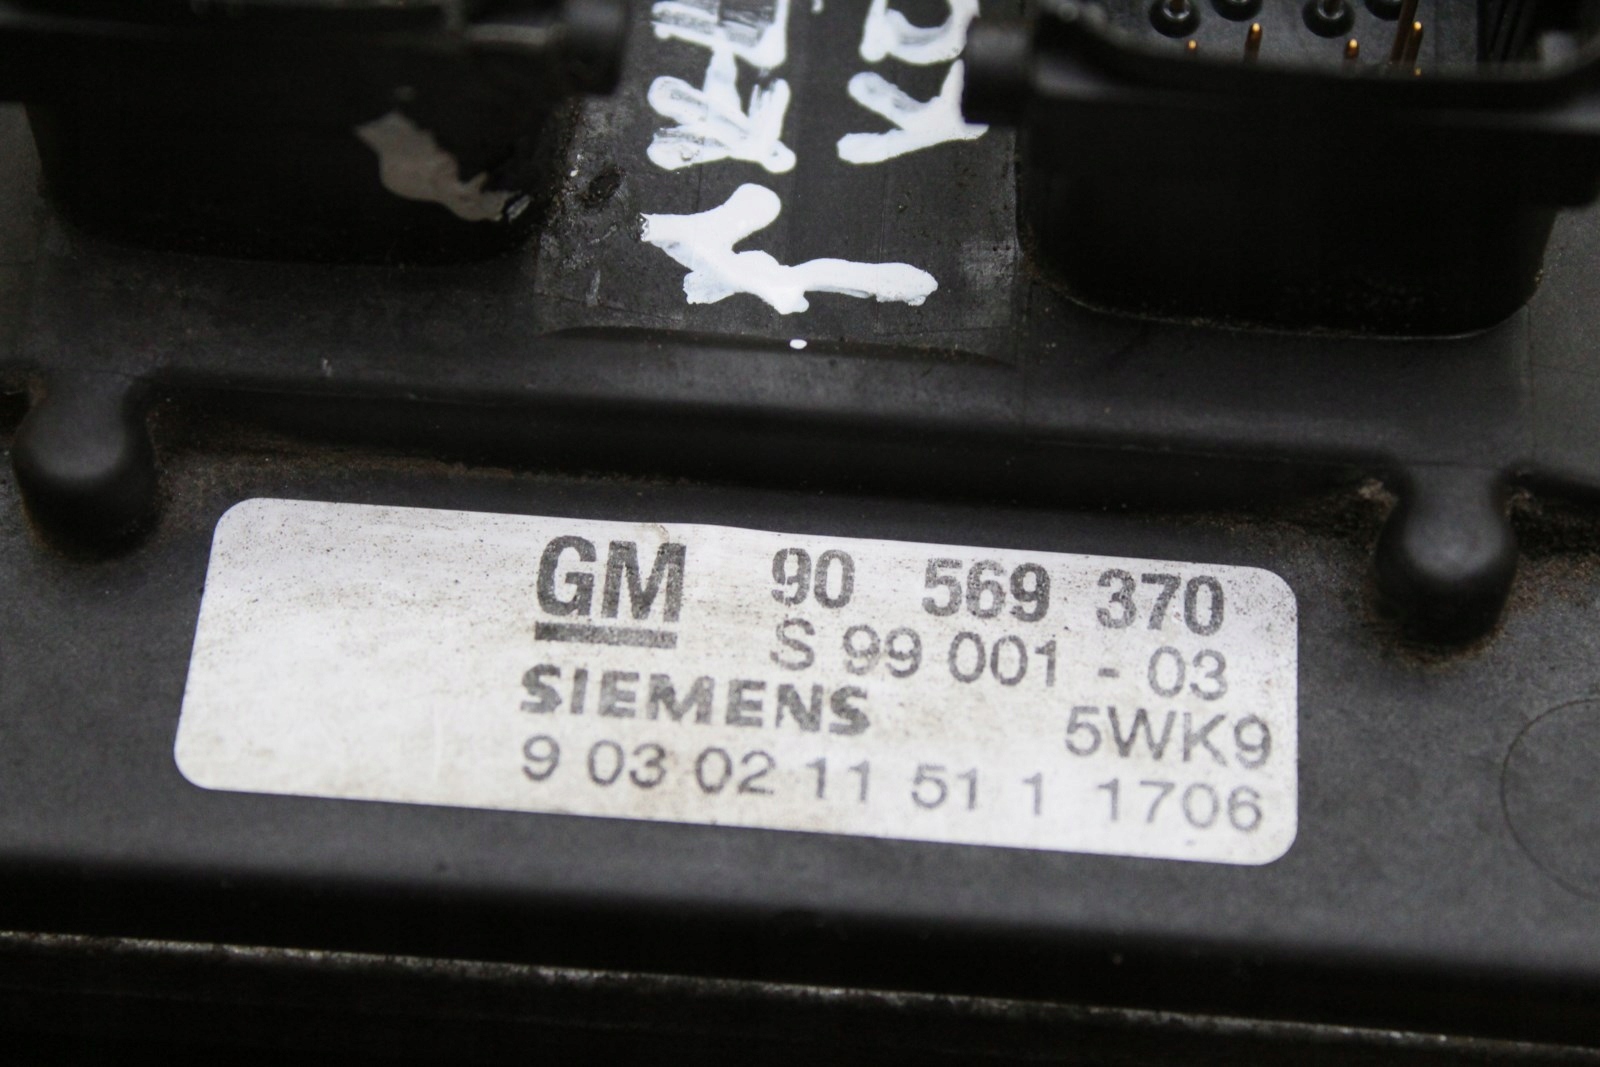 GM 90 569 370
S 99 001 - 03
SIEMENS 5WK9
9 03 02 11 51 1 1706